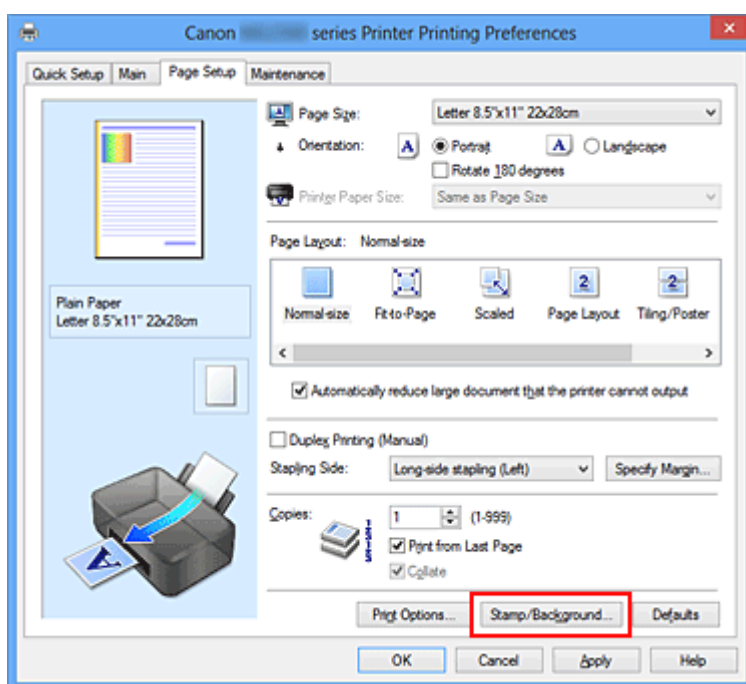 Canon series Printer Printing Preferences
Quick Setup Main Page Setup Maintenance
Page Size: Letter 8.5"x11" 22x28cm
Orientation: A Portrait A Landscape
Rotate 180 degrees
Printer Paper Size: Same as Page Size
Page Layout: Normal-size
2 2
Normal-size Fit-to-Page Scaled Page Layout Tiling/Poster
Plain Paper
Letter 8.5"x11" 22x28cm
Automatically reduce large document that the printer cannot output
Duplex Printing (Manual)
Stapling Side: Long-side stapling (Left) Specify Margin...
Copies: 1 (1-999)
Print from Last Page
Collate
A
Print Options... Stamp/Background... Defaults
OK Cancel Apply Help